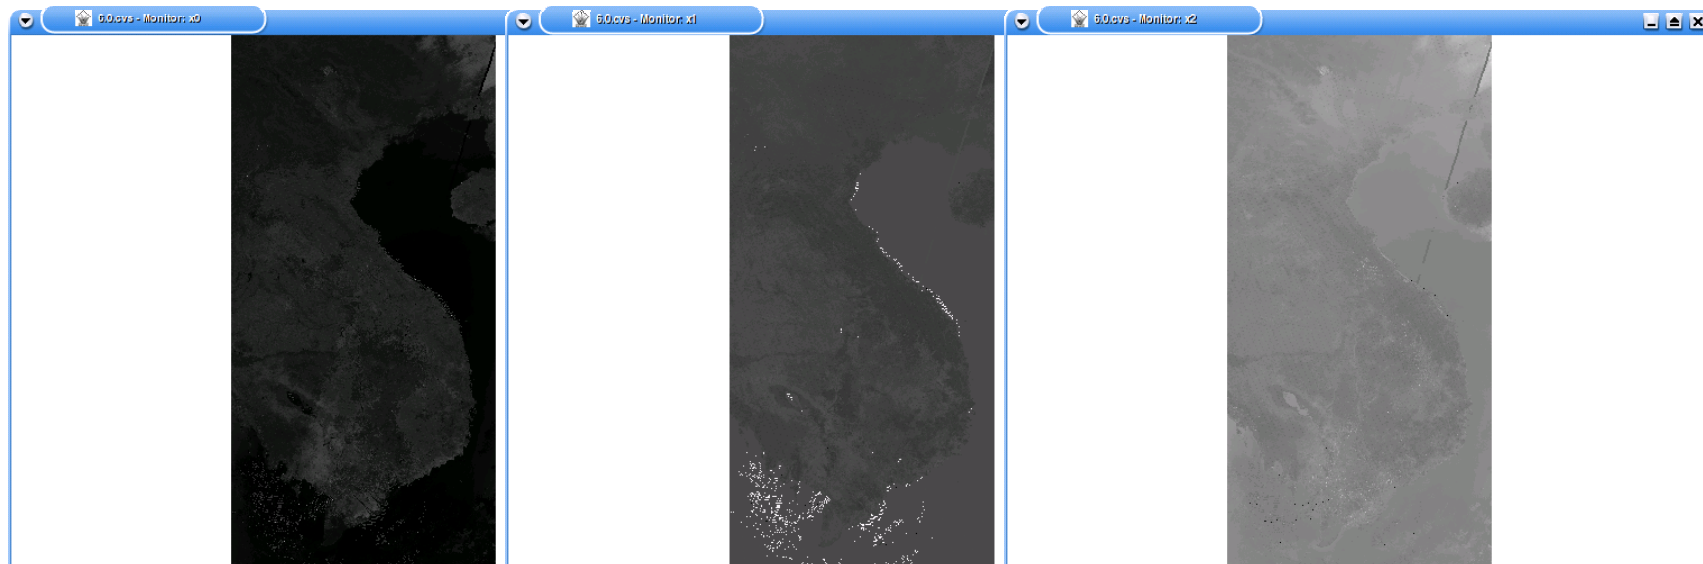 6.0.cvs - Monitor: x0
6.0.cvs - Monitor: x1
6.0.cvs - Monitor: x2